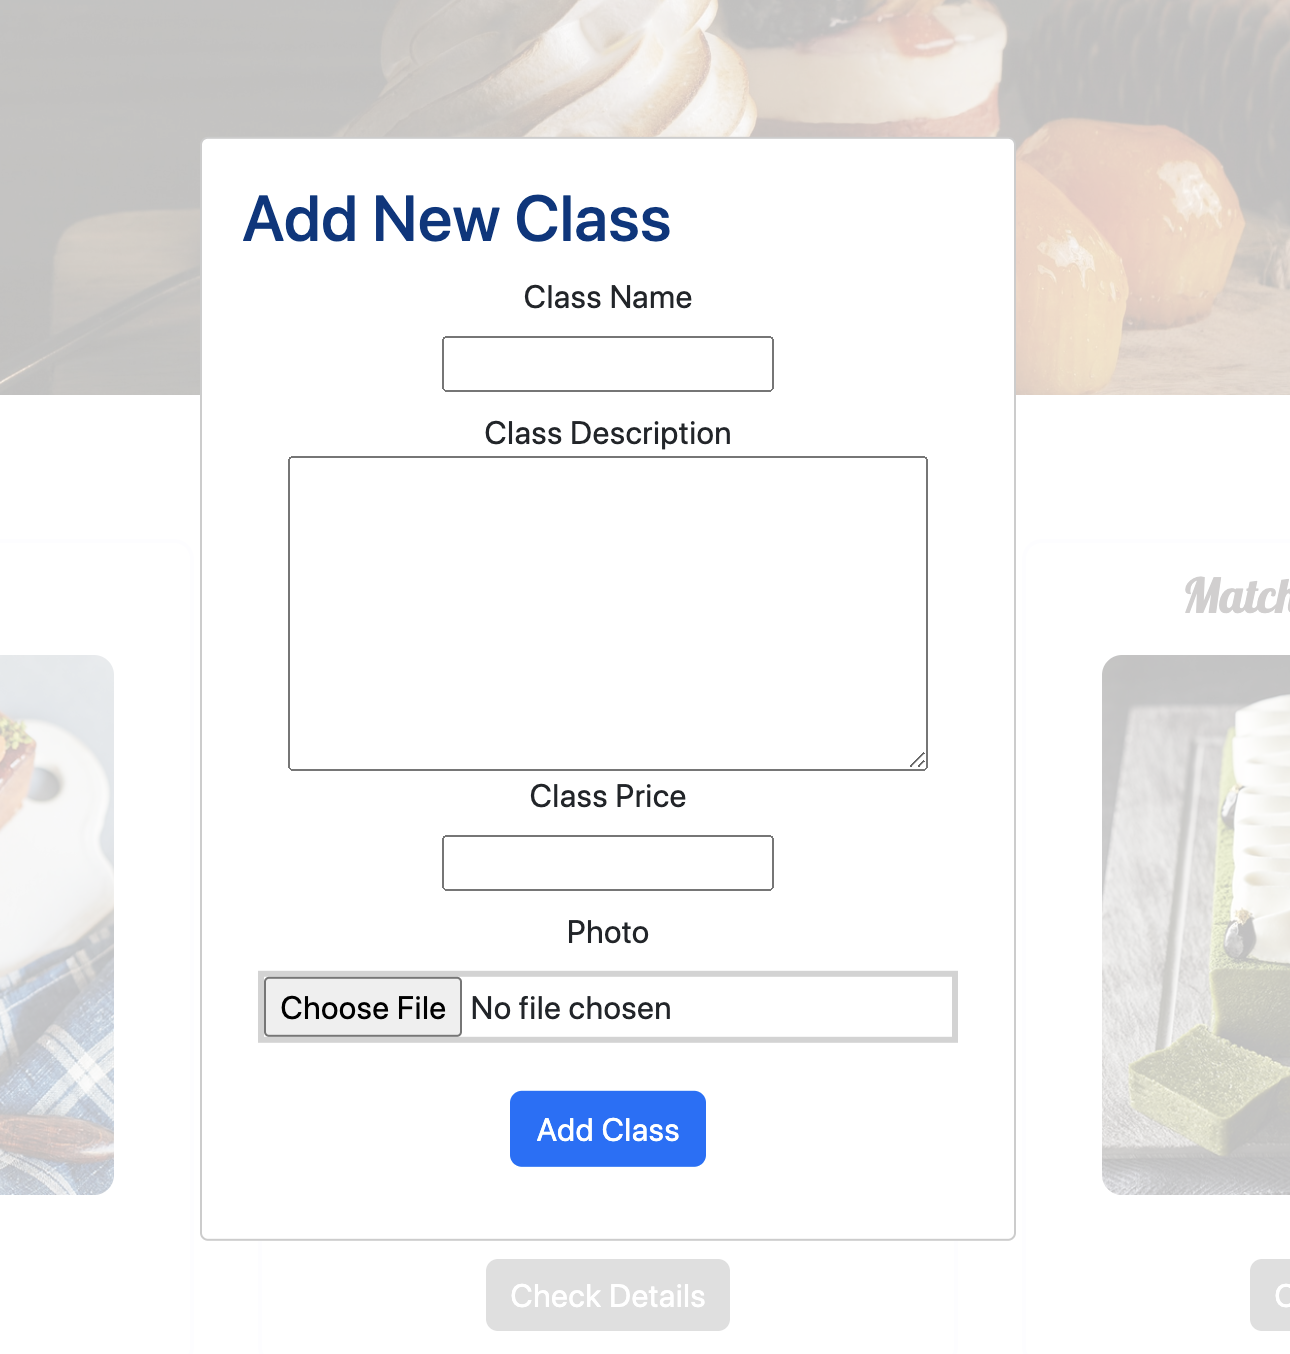 Add New Class
Class Name
Class Description
Class Price
Photo
Choose File No file chosen
Add Class
Check Details